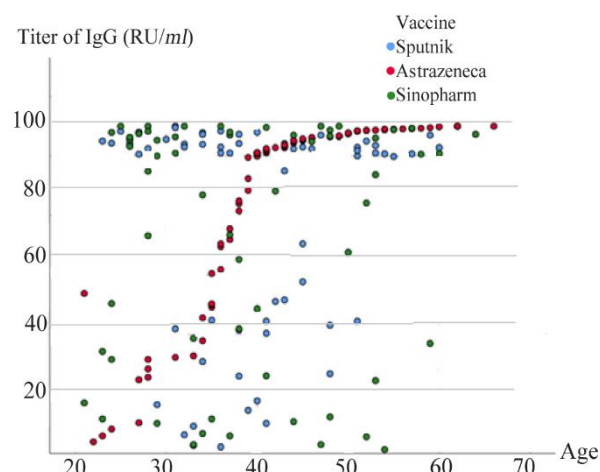 Vaccine
Titer of IgG (RU/ml)
Sputnik
Astrazeneca
Sinopharm
100
80
60
40
20
20 30 40 50 60 70 Age